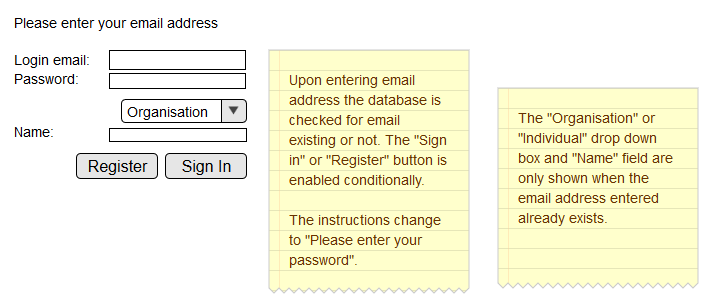 Please enter your email address
Login email:
Password:
Organisation
Name:
Register Sign In
Upon entering email
address the database is
checked for email
existing or not. The "Sign
in" or "Register" button is
enabled conditionally.
The instructions change
to "Please enter your
password".
The "Organisation" or
"Individual" drop down
box and "Name" field are
only shown when the
email address entered
already exists.